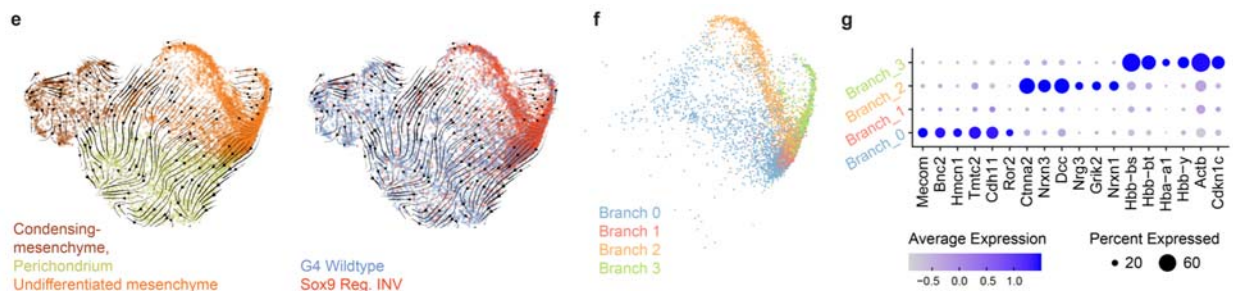 e
Condensing-
mesenchyme,
Perichondrium
Undifferentiated mesenchyme
G4 Wildtype
Sox9 Reg. INV
f
Branch 0
Branch 1
Branch 2
Branch 3
g
Branch_3
Branch_2
Branch_1
Branch_0
Mecom
Bnc2
Hmcn1
Tmtc2
Cdh11
Ror2
Ctnna2
Nrxn3
Dcc
Nrg3
Grik2
Nrxn1
Hbb-bs
Hbb-bt
Hba-a1
Hbb-y
Actb
Cdkn1c
Average Expression
−0.5 0.0 0.5 1.0
Percent Expressed
20 60